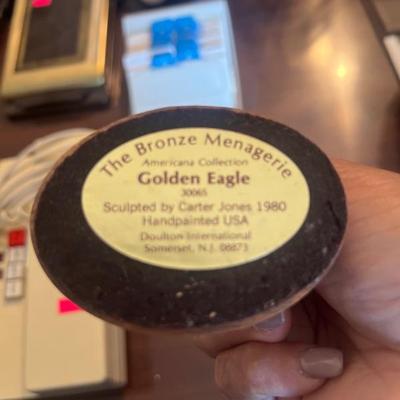 The Bronze Menagerie
Americana Collection
Golden Eagle
30065
Sculpted by Carter Jones 1980
Handpainted USA
Doulton International
Somerset, N.J. 08873